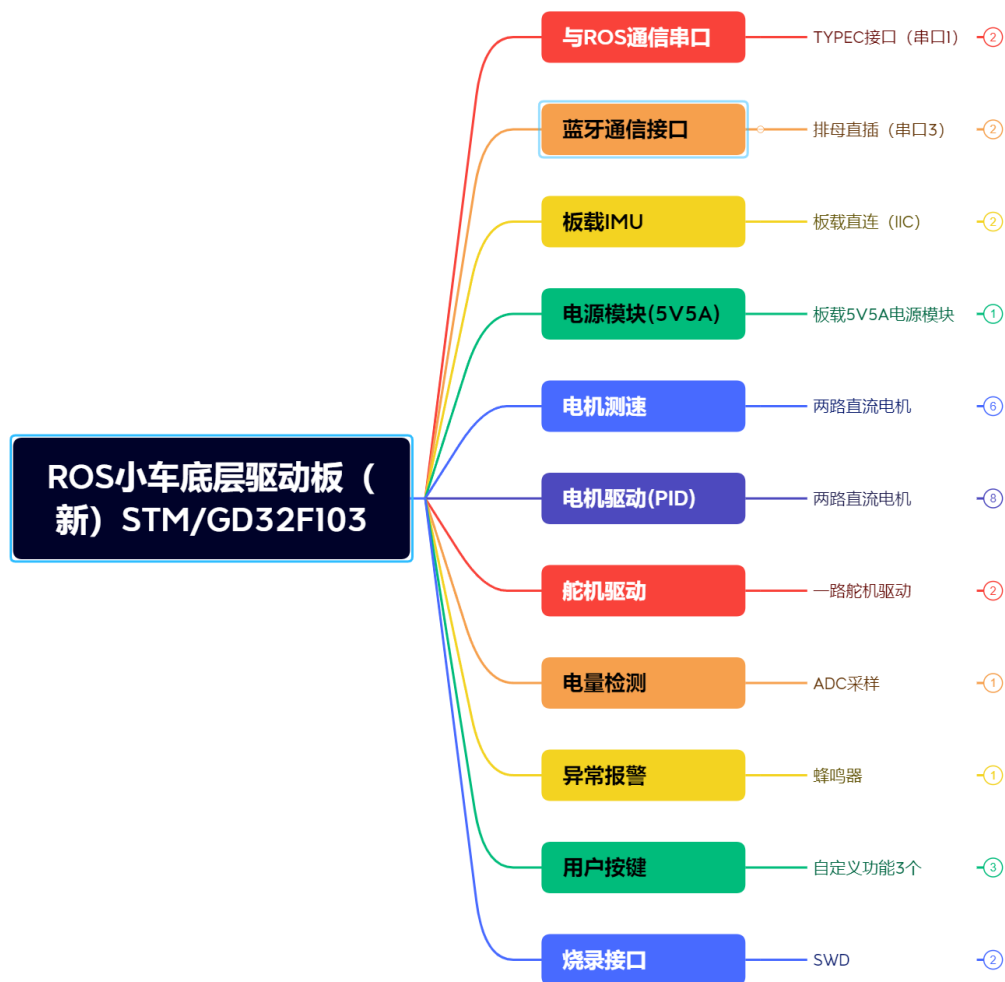 ROS小车底层驱动板（
新）STM/GD32F103
与ROS通信串口
TYPEC接口（串口1）
2
蓝牙通信接口
排母直插（串口3）
2
板载IMU
板载直连（IIC）
2
电源模块(5V5A)
板载5V5A电源模块
1
电机测速
两路直流电机
6
电机驱动(PID)
两路直流电机
8
舵机驱动
一路舵机驱动
2
电量检测
ADC采样
1
异常报警
蜂鸣器
1
用户按键
自定义功能3个
3
烧录接口
SWD
2